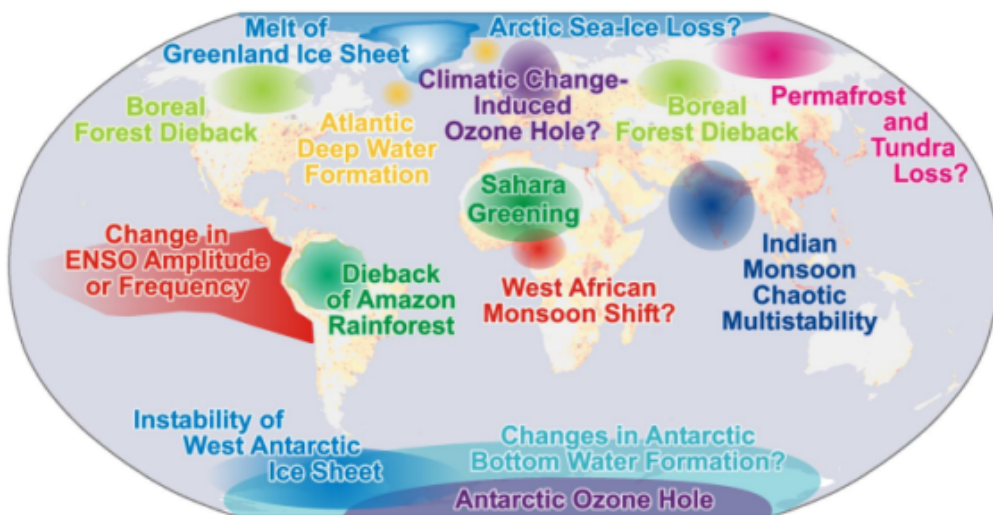 Melt of
Greenland Ice Sheet
Arctic Sea-Ice Loss?
Climatic Change-
Induced
Ozone Hole?
Boreal
Forest Dieback
Atlantic
Deep Water
Formation
Boreal
Forest Dieback
Permafrost
and
Tundra
Loss?
Sahara
Greening
Change in
ENSO Amplitude
or Frequency
Dieback
of Amazon
Rainforest
West African
Monsoon Shift?
Indian
Monsoon
Chaotic
Multistability
Instability of
West Antarctic
Ice Sheet
Changes in Antarctic
Bottom Water Formation?
Antarctic Ozone Hole